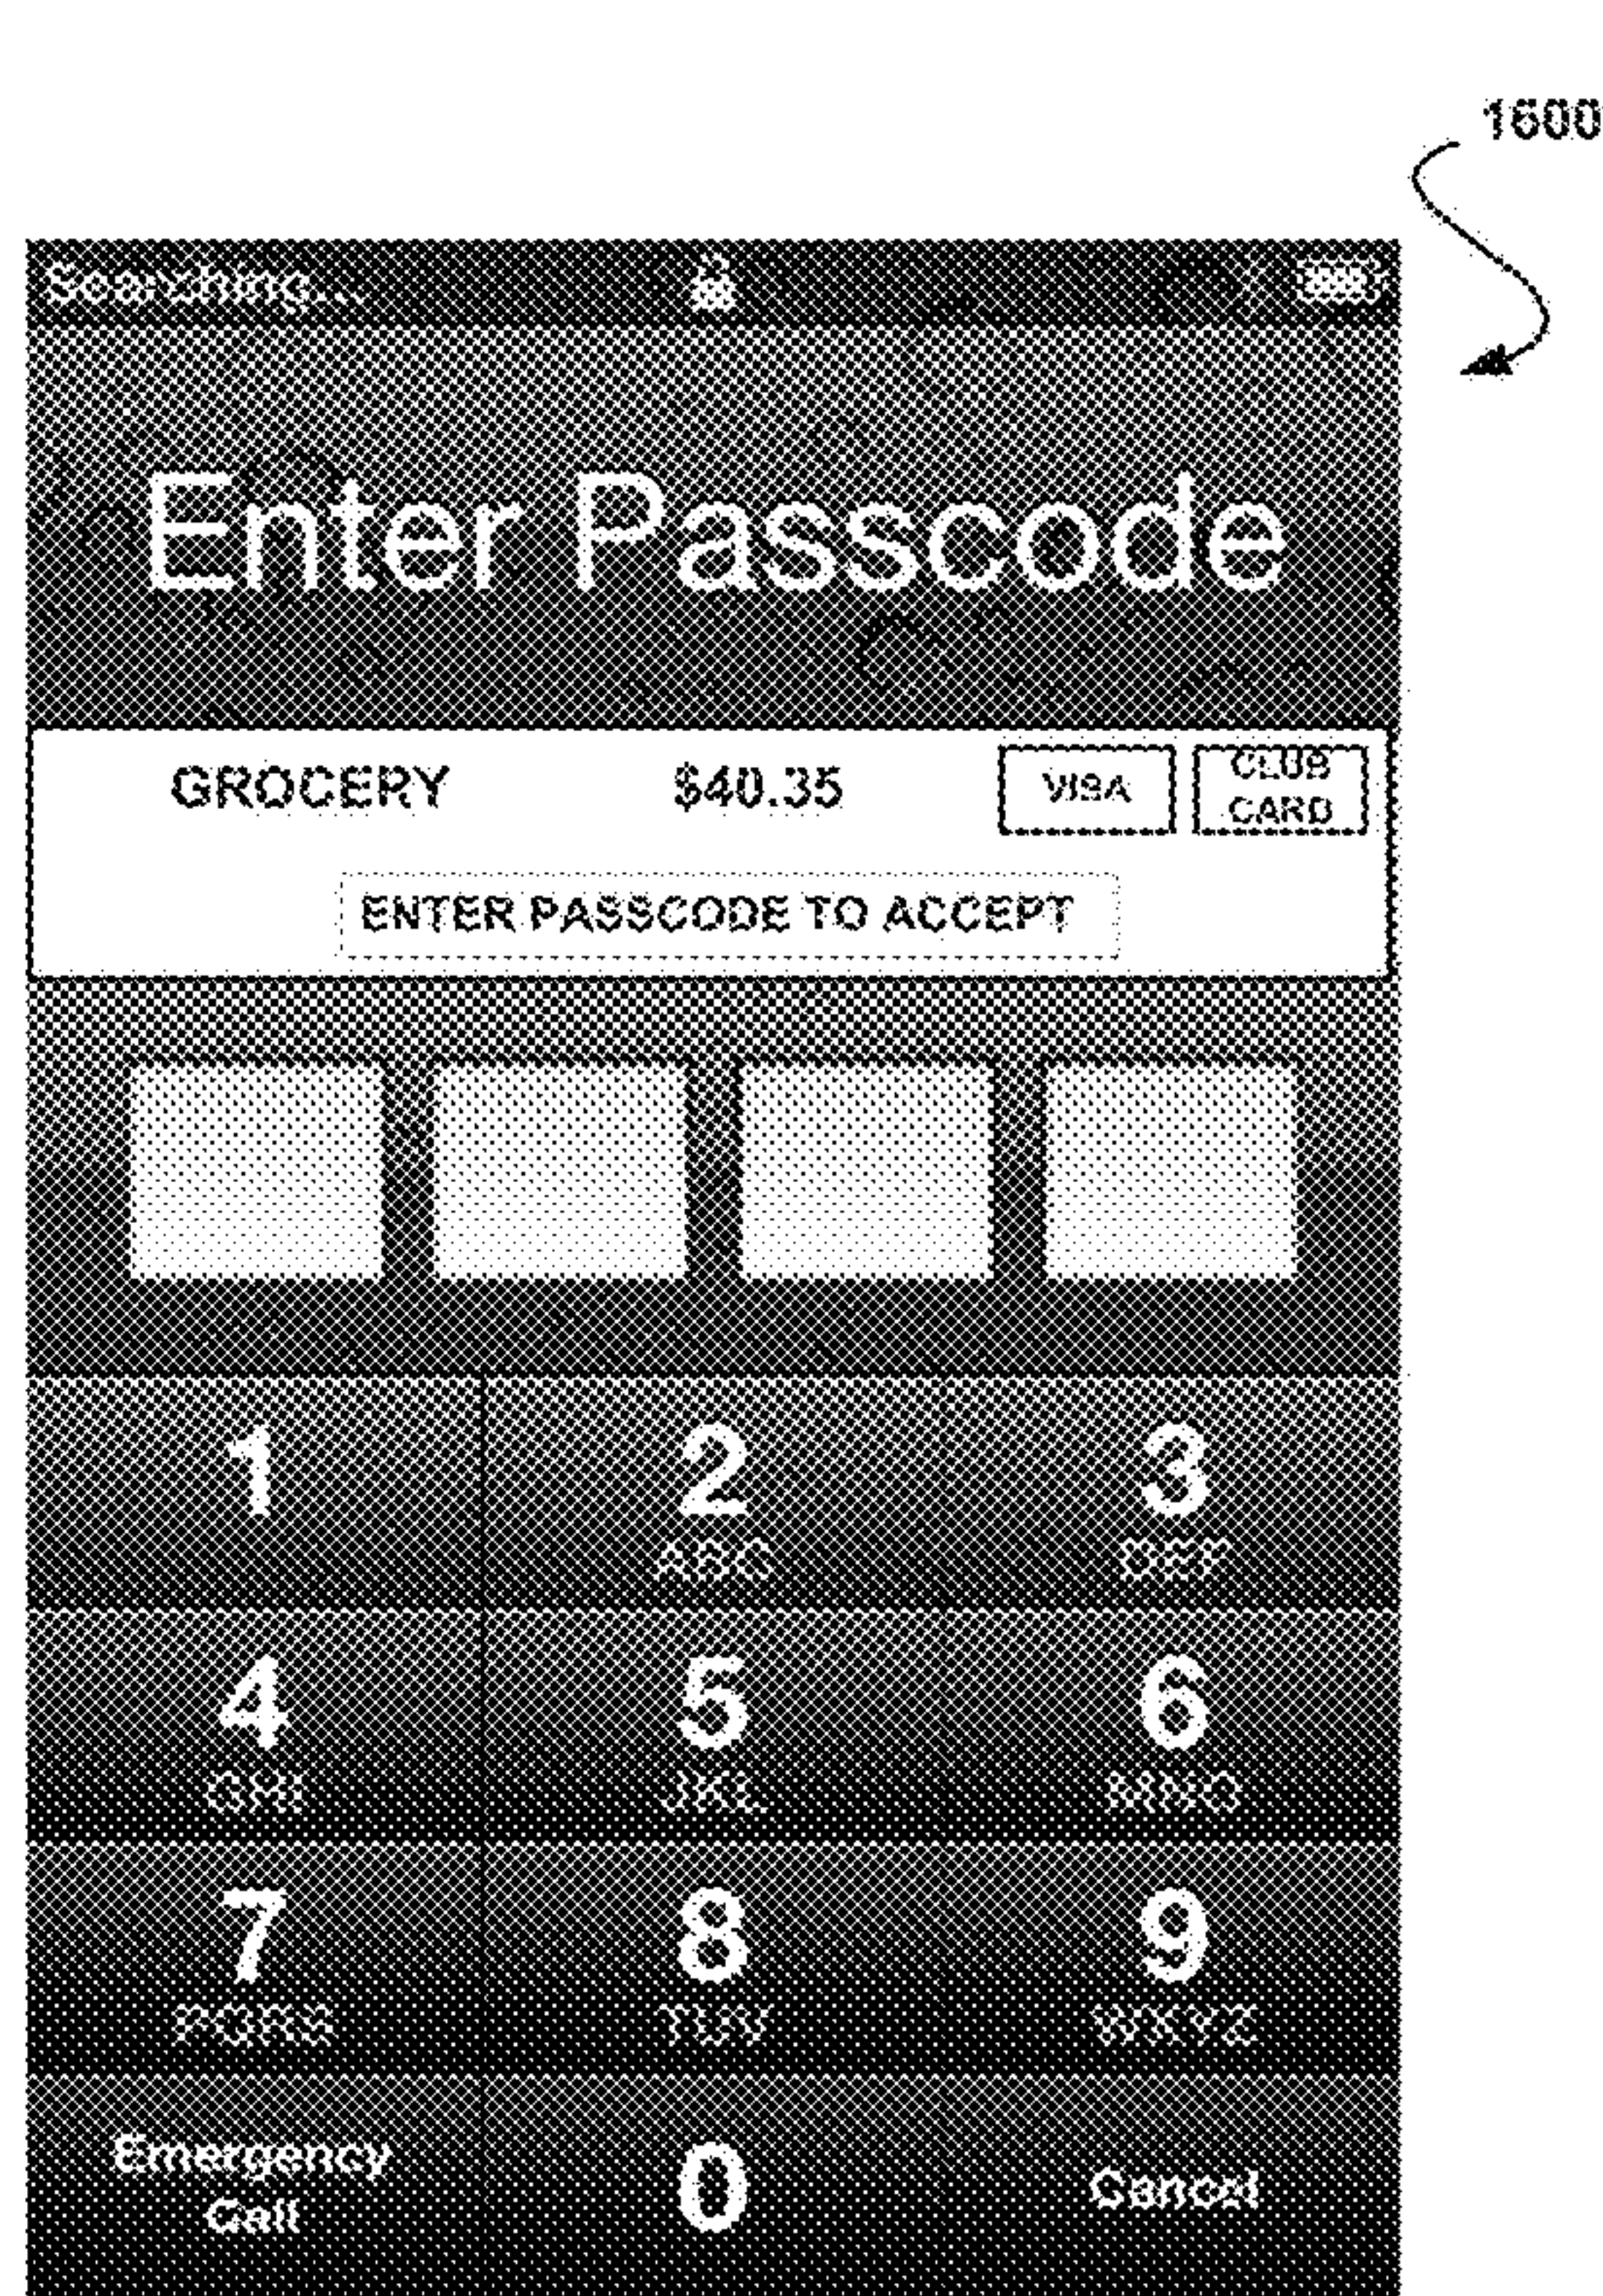 1600
Searching...
Enter Passcode
GROCERY $40.35 VISA CLUB CARD
ENTER PASSCODE TO ACCEPT
1 2 3
ABC DEF
4 5 6
GHI JKL MNO
7 8 9
PQRS TUV WXYZ
Emergency Call 0 Cancel